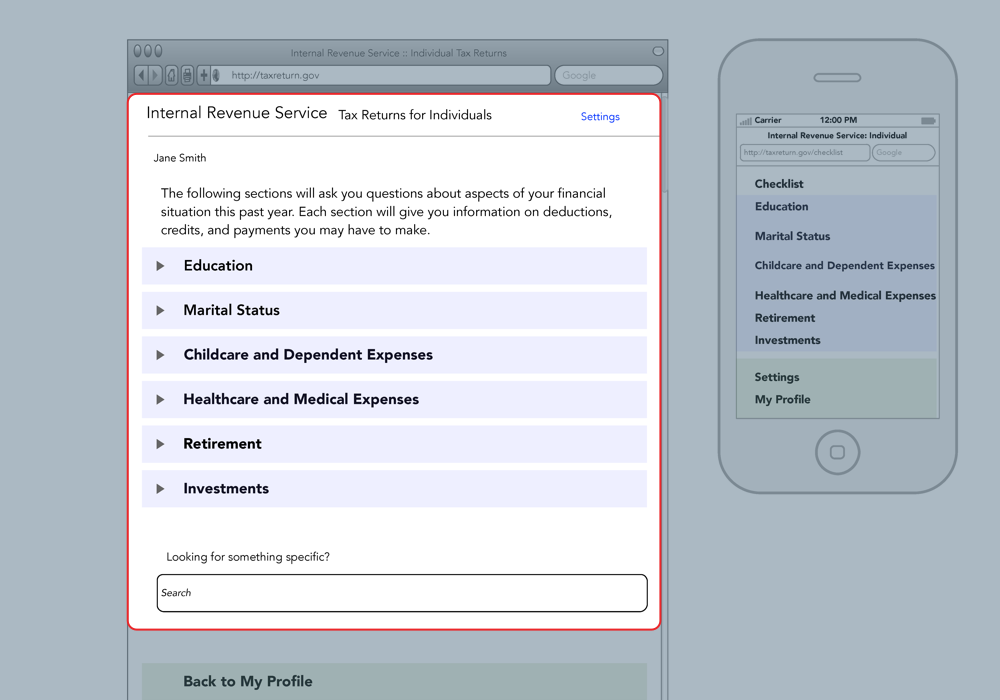 Internal Revenue Service :: Individual Tax Returns
http://taxreturn.gov
Google
Internal Revenue Service Tax Returns for Individuals Settings
Jane Smith
The following sections will ask you questions about aspects of your financial
situation this past year. Each section will give you information on deductions,
credits, and payments you may have to make.
Education
Marital Status
Childcare and Dependent Expenses
Healthcare and Medical Expenses
Retirement
Investments
Looking for something specific?
Search
Back to My Profile
Carrier 12:00 PM
Internal Revenue Service: Individual
http://taxreturn.gov/checklist Google
Checklist
Education
Marital Status
Childcare and Dependent Expenses
Healthcare and Medical Expenses
Retirement
Investments
Settings
My Profile